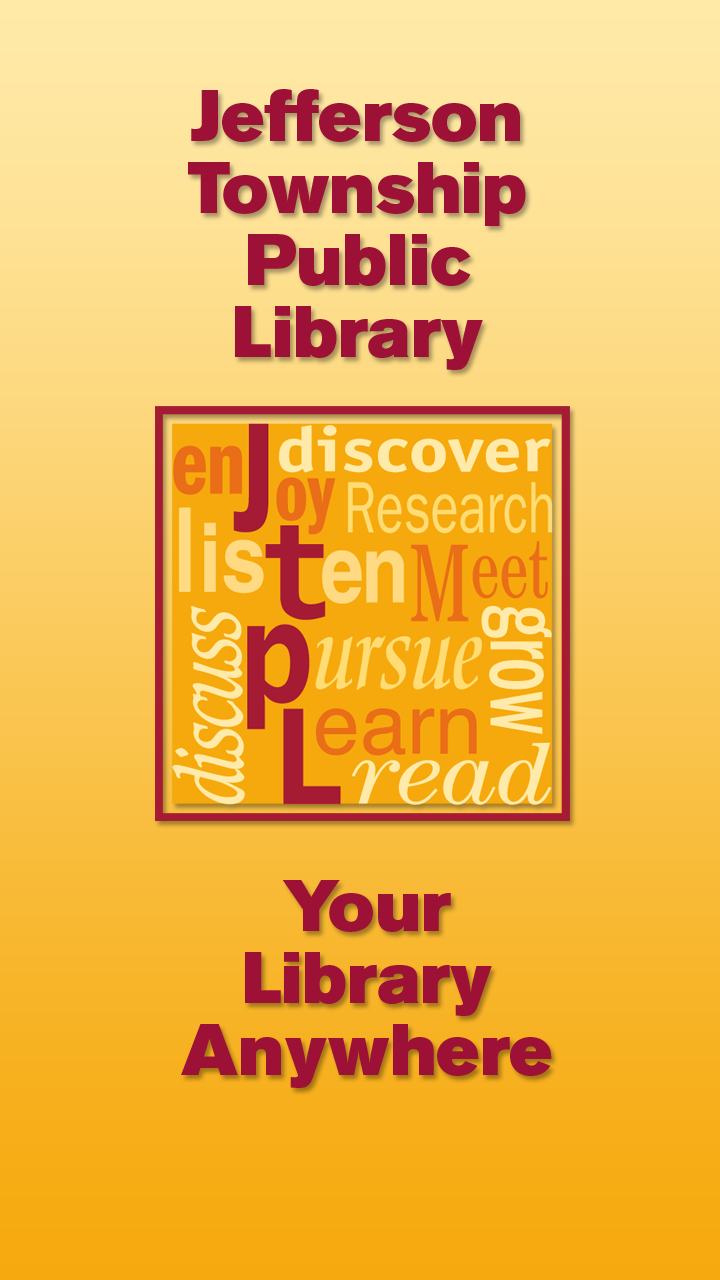 Jefferson
Township
Public
Library
enJoy
discover
Research
listen
Meet
discuss
pursue
grow
Learn
read
Your
Library
Anywhere